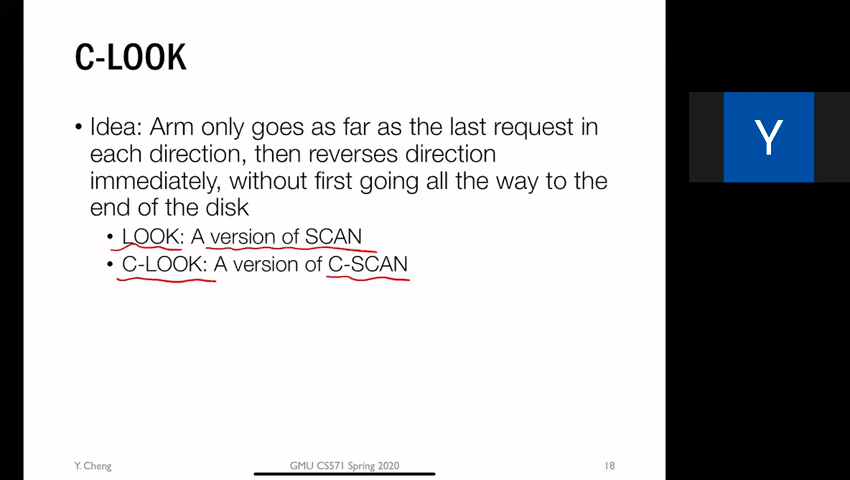 C-LOOK
• Idea: Arm only goes as far as the last request in
each direction, then reverses direction
immediately, without first going all the way to the
end of the disk
• LOOK: A version of SCAN
• C-LOOK: A version of C-SCAN
Y
Y. Cheng
GMU CS571 Spring 2020
18